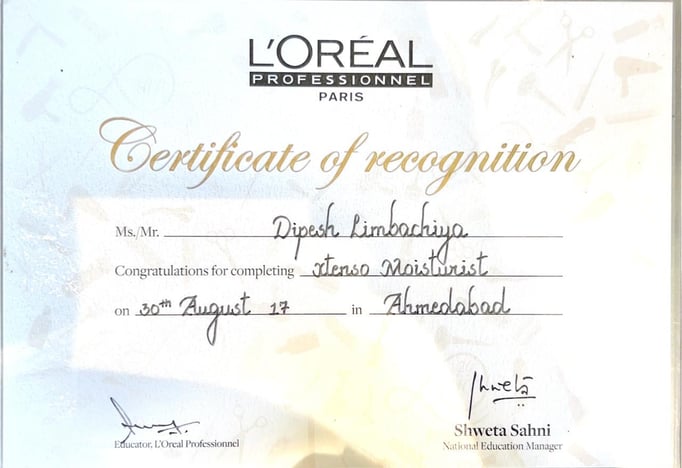 L'ORÉAL
PROFESSIONNEL
PARIS
Certificate of recognition
Ms./Mr. Dipesh Limbachiya
Congratulations for completing xtenso Moisturist
on 30th August 17 in Ahmedabad
Shweta
Educator, L'Oreal Professionnel
Shweta Sahni
National Education Manager